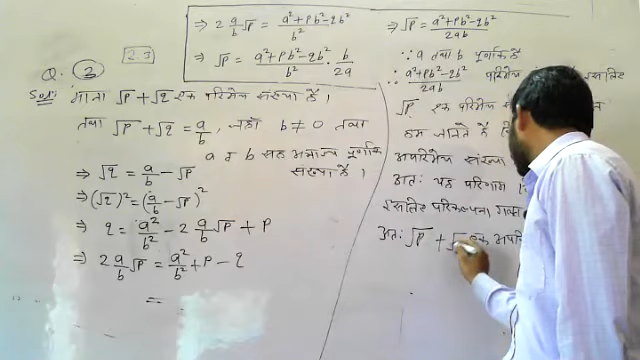 Q. 3
2.3
Sol: माना √p+√q एक परिमेय संख्या है।
तथा √p+√q = a/b, जहाँ b ≠ 0 तथा
a व b सह अभाज्य पूर्णांक
संख्या है।
⇒ √q = a/b - √p
⇒ (√q)² = (a/b - √p)²
⇒ q = a²/b² - 2 a/b √p + p
⇒ 2 a/b √p = a²/b² + p - q
=
⇒ 2 a/b √p = a²+pb²-qb²/b²
⇒ √p = a²+pb²-qb²/b² · b/2a
⇒ √p = a²+pb²-qb²/2ab
∵ a तथा b पूर्णांक है
∴ a²+pb²-qb²/2ab परिमेय
√p एक परिमेय
हम जानते है
अपरिमेय संख्या
अतः यह परिणाम
इसलिए परिकल्पना
अतः √p + √ एक